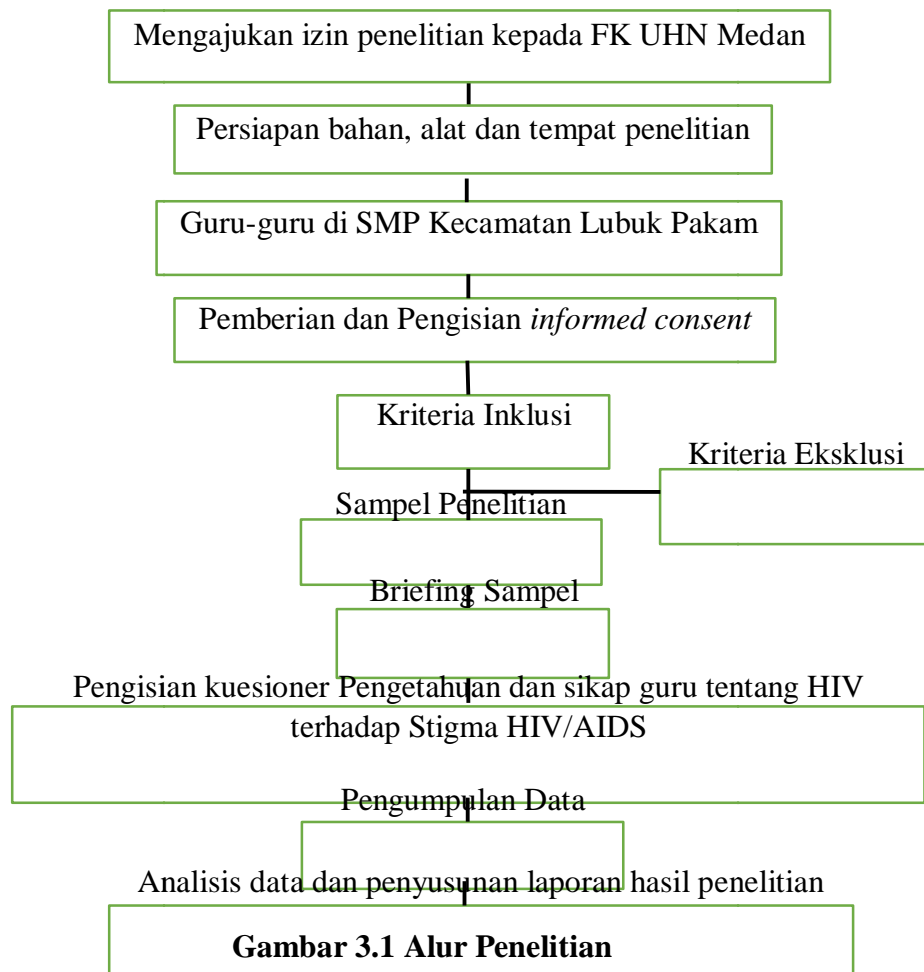 Mengajukan izin penelitian kepada FK UHN Medan
Persiapan bahan, alat dan tempat penelitian
Guru-guru di SMP Kecamatan Lubuk Pakam
Pemberian dan Pengisian informed consent
Kriteria Inklusi
Kriteria Eksklusi
Sampel Penelitian
Briefing Sampel
Pengisian kuesioner Pengetahuan dan sikap guru tentang HIV
terhadap Stigma HIV/AIDS
Pengumpulan Data
Analisis data dan penyusunan laporan hasil penelitian
Gambar 3.1 Alur Penelitian